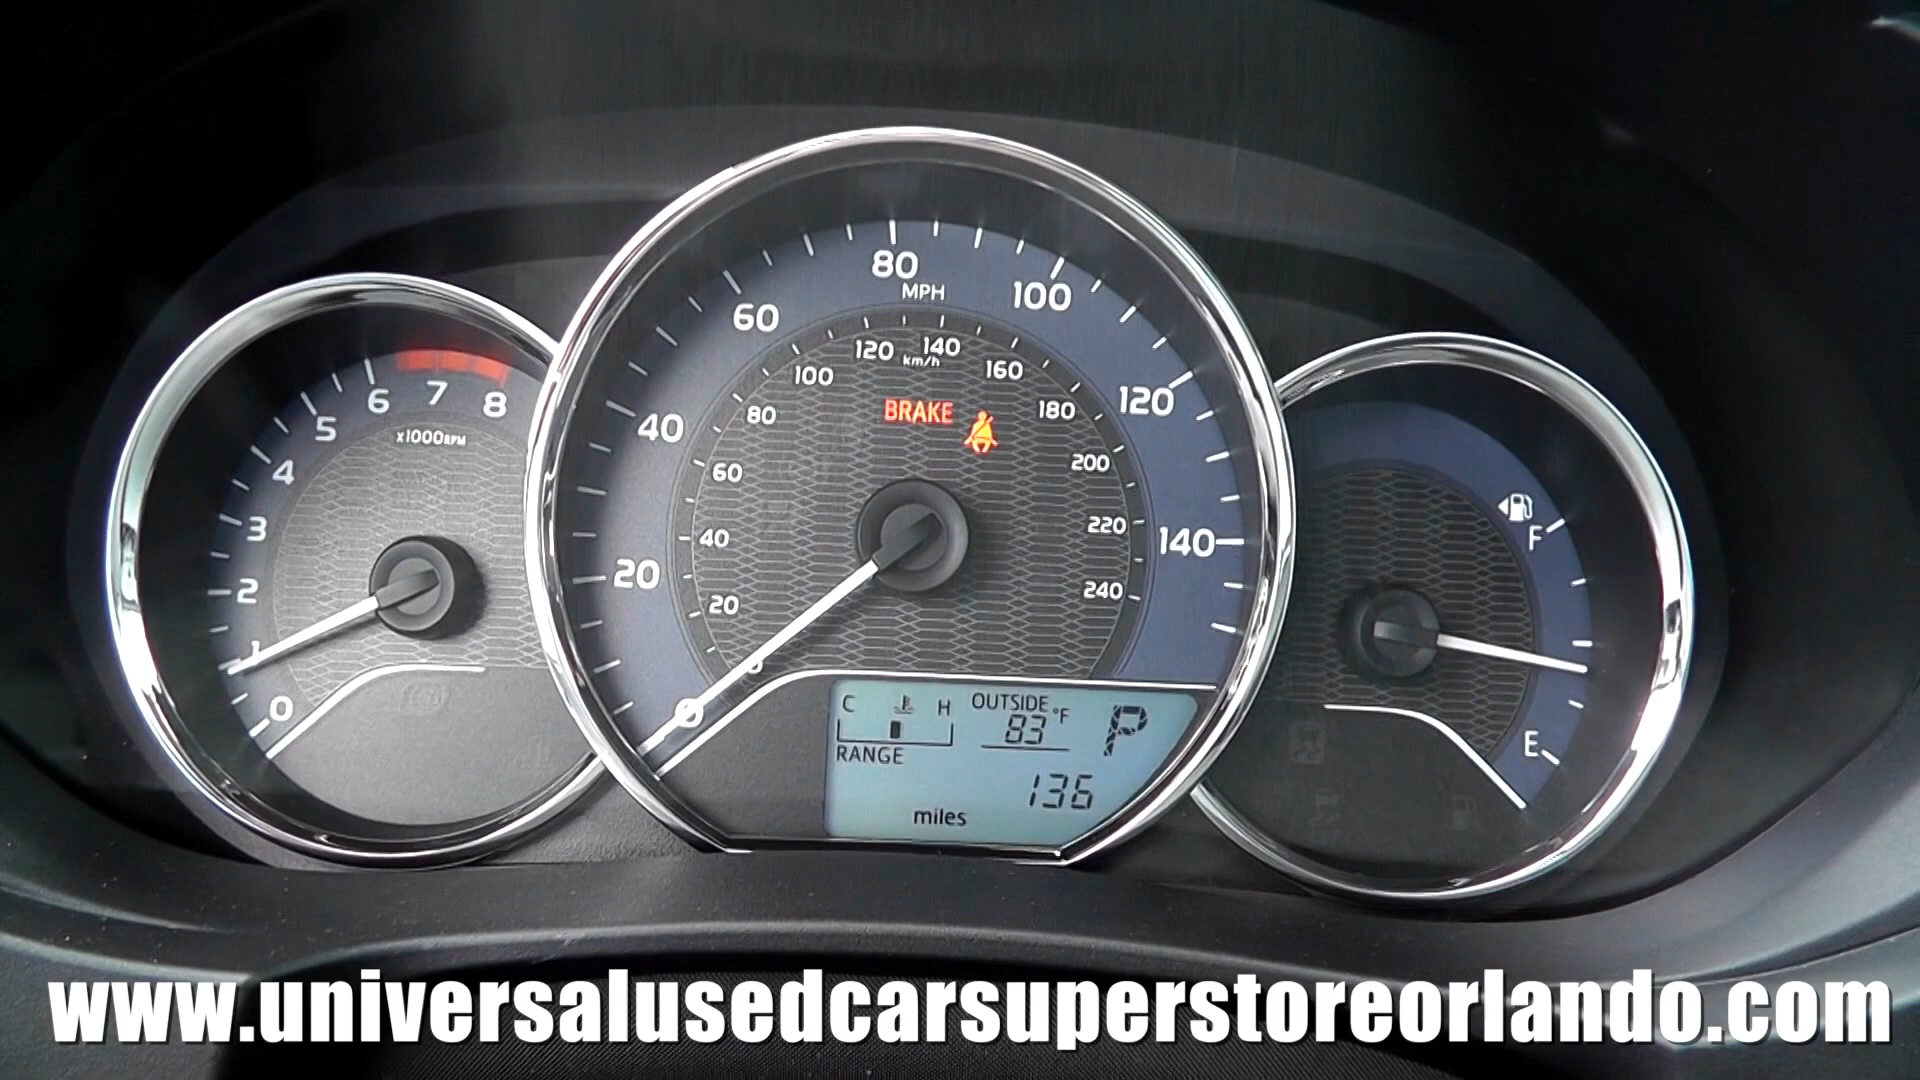 0 1 2 3 4 5 6 7 8
x1000RPM
0 20 40 60 80 100 120 140
MPH
20 40 60 80 100 120 140 160 180 200 220 240
km/h
BRAKE
C H
RANGE
OUTSIDE
83°F
P
136
miles
F
E
www.universalusedcarsuperstoreorlando.com